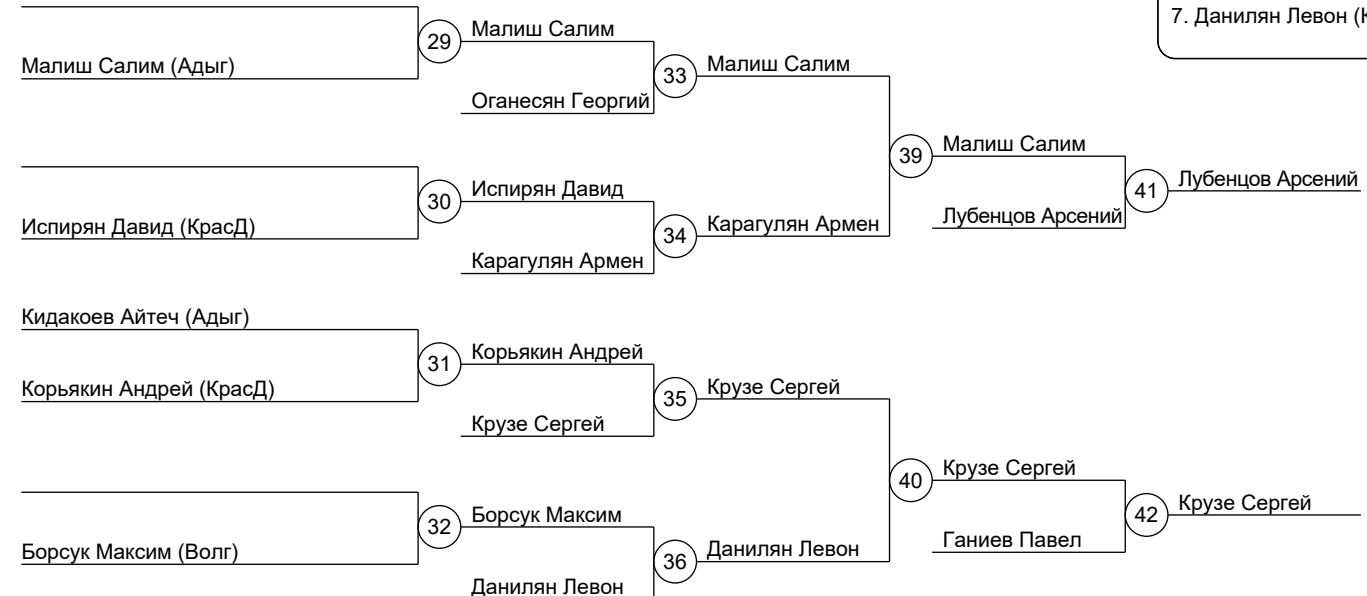 7. Данилян Левон (К
29
Малиш Салим
Малиш Салим (Адыг)
33
Малиш Салим
Оганесян Георгий
39
Малиш Салим
41
Лубенцов Арсений
30
Испирян Давид
Лубенцов Арсений
Испирян Давид (КрасД)
34
Карагулян Армен
Карагулян Армен
Кидакоев Айтеч (Адыг)
31
Корьякин Андрей
Корьякин Андрей (КрасД)
35
Крузе Сергей
Крузе Сергей
40
Крузе Сергей
42
Крузе Сергей
32
Борсук Максим
Ганиев Павел
Борсук Максим (Волг)
36
Данилян Левон
Данилян Левон